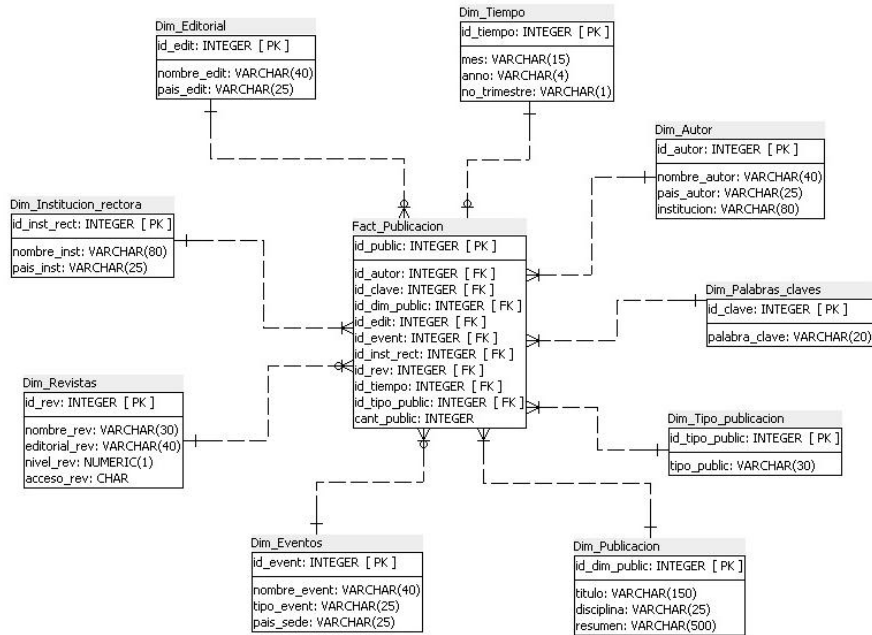 Dim_Editorial
id_edit: INTEGER [ PK ]
nombre_edit: VARCHAR(40)
pais_edit: VARCHAR(25)
Dim_Tiempo
id_tiempo: INTEGER [ PK ]
mes: VARCHAR(15)
anno: VARCHAR(4)
no_trimestre: VARCHAR(1)
Dim_Autor
id_autor: INTEGER [ PK ]
nombre_autor: VARCHAR(40)
pais_autor: VARCHAR(25)
institucion: VARCHAR(80)
Dim_Institucion_rectora
id_inst_rect: INTEGER [ PK ]
nombre_inst: VARCHAR(80)
pais_inst: VARCHAR(25)
Fact_Publicacion
id_public: INTEGER [ PK ]
id_autor: INTEGER [ FK ]
id_clave: INTEGER [ FK ]
id_dim_public: INTEGER [ FK ]
id_edit: INTEGER [ FK ]
id_event: INTEGER [ FK ]
id_inst_rect: INTEGER [ FK ]
id_rev: INTEGER [ FK ]
id_tiempo: INTEGER [ FK ]
id_tipo_public: INTEGER [ FK ]
cant_public: INTEGER
Dim_Palabras_claves
id_clave: INTEGER [ PK ]
palabra_clave: VARCHAR(20)
Dim_Revistas
id_rev: INTEGER [ PK ]
nombre_rev: VARCHAR(30)
editorial_rev: VARCHAR(40)
nivel_rev: NUMERIC(1)
acceso_rev: CHAR
Dim_Tipo_publicacion
id_tipo_public: INTEGER [ PK ]
tipo_public: VARCHAR(30)
Dim_Eventos
id_event: INTEGER [ PK ]
nombre_event: VARCHAR(40)
tipo_event: VARCHAR(25)
pais_sede: VARCHAR(25)
Dim_Publicacion
id_dim_public: INTEGER [ PK ]
titulo: VARCHAR(150)
disciplina: VARCHAR(25)
resumen: VARCHAR(500)